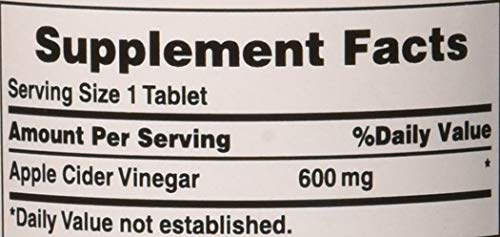 Supplement Facts
Serving Size 1 Tablet
Amount Per Serving %Daily Value
Apple Cider Vinegar 600 mg *
*Daily Value not established.